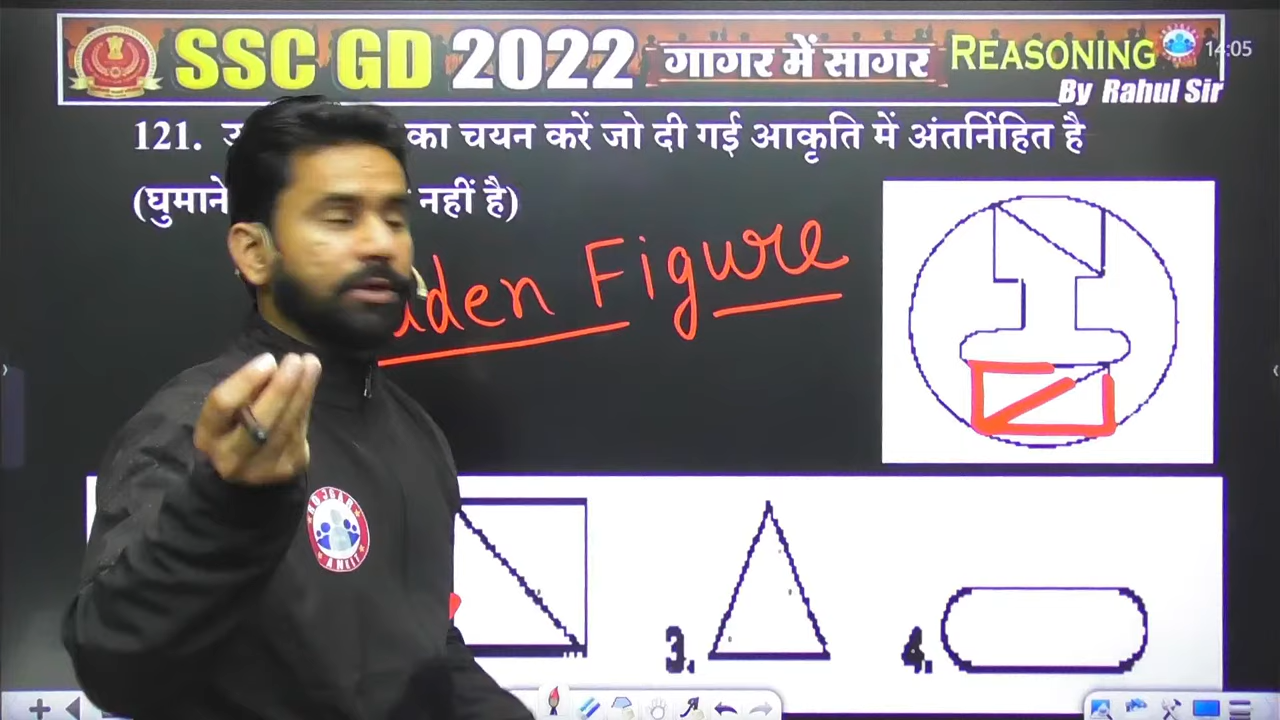 SSC GD 2022 गागर में सागर REASONING 14:05
By Rahul Sir
121. का चयन करें जो दी गई आकृति में अंतर्निहित है
(घुमाने नहीं है)
Figure
ANKIT
3.
4.